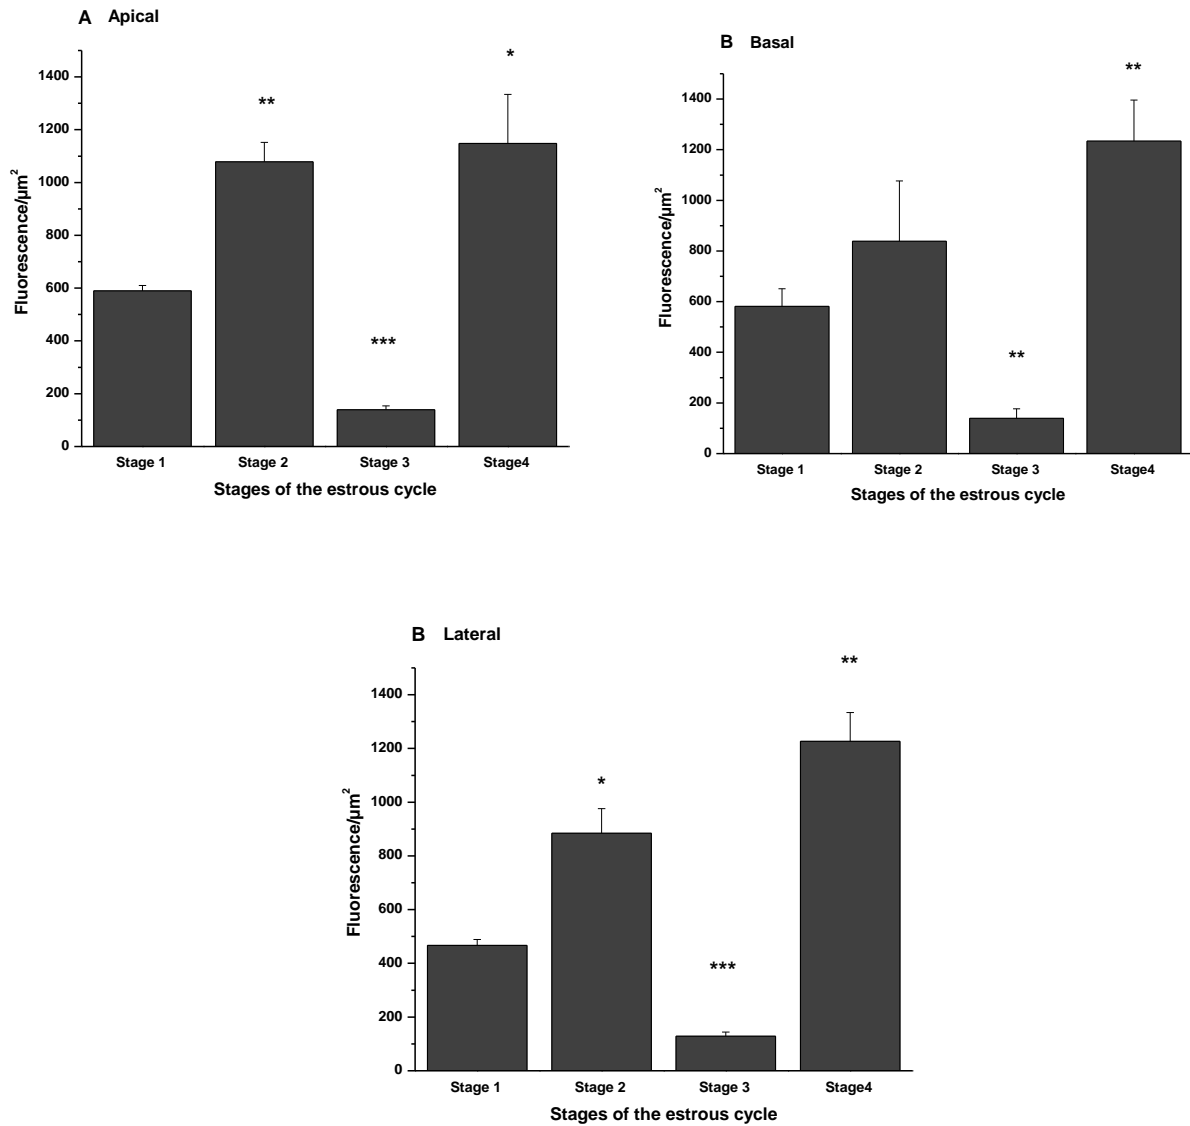 A Apical
**
*
***
1400
1200
1000
800
600
400
200
0
Fluorescence/µm²
Stage 1 Stage 2 Stage 3 Stage4
Stages of the estrous cycle
B Basal
**
**
1400
1200
1000
800
600
400
200
0
Fluorescence/µm²
Stage 1 Stage 2 Stage 3 Stage4
Stages of the estrous cycle
B Lateral
**
*
***
1400
1200
1000
800
600
400
200
0
Fluorescence/µm²
Stage 1 Stage 2 Stage 3 Stage4
Stages of the estrous cycle